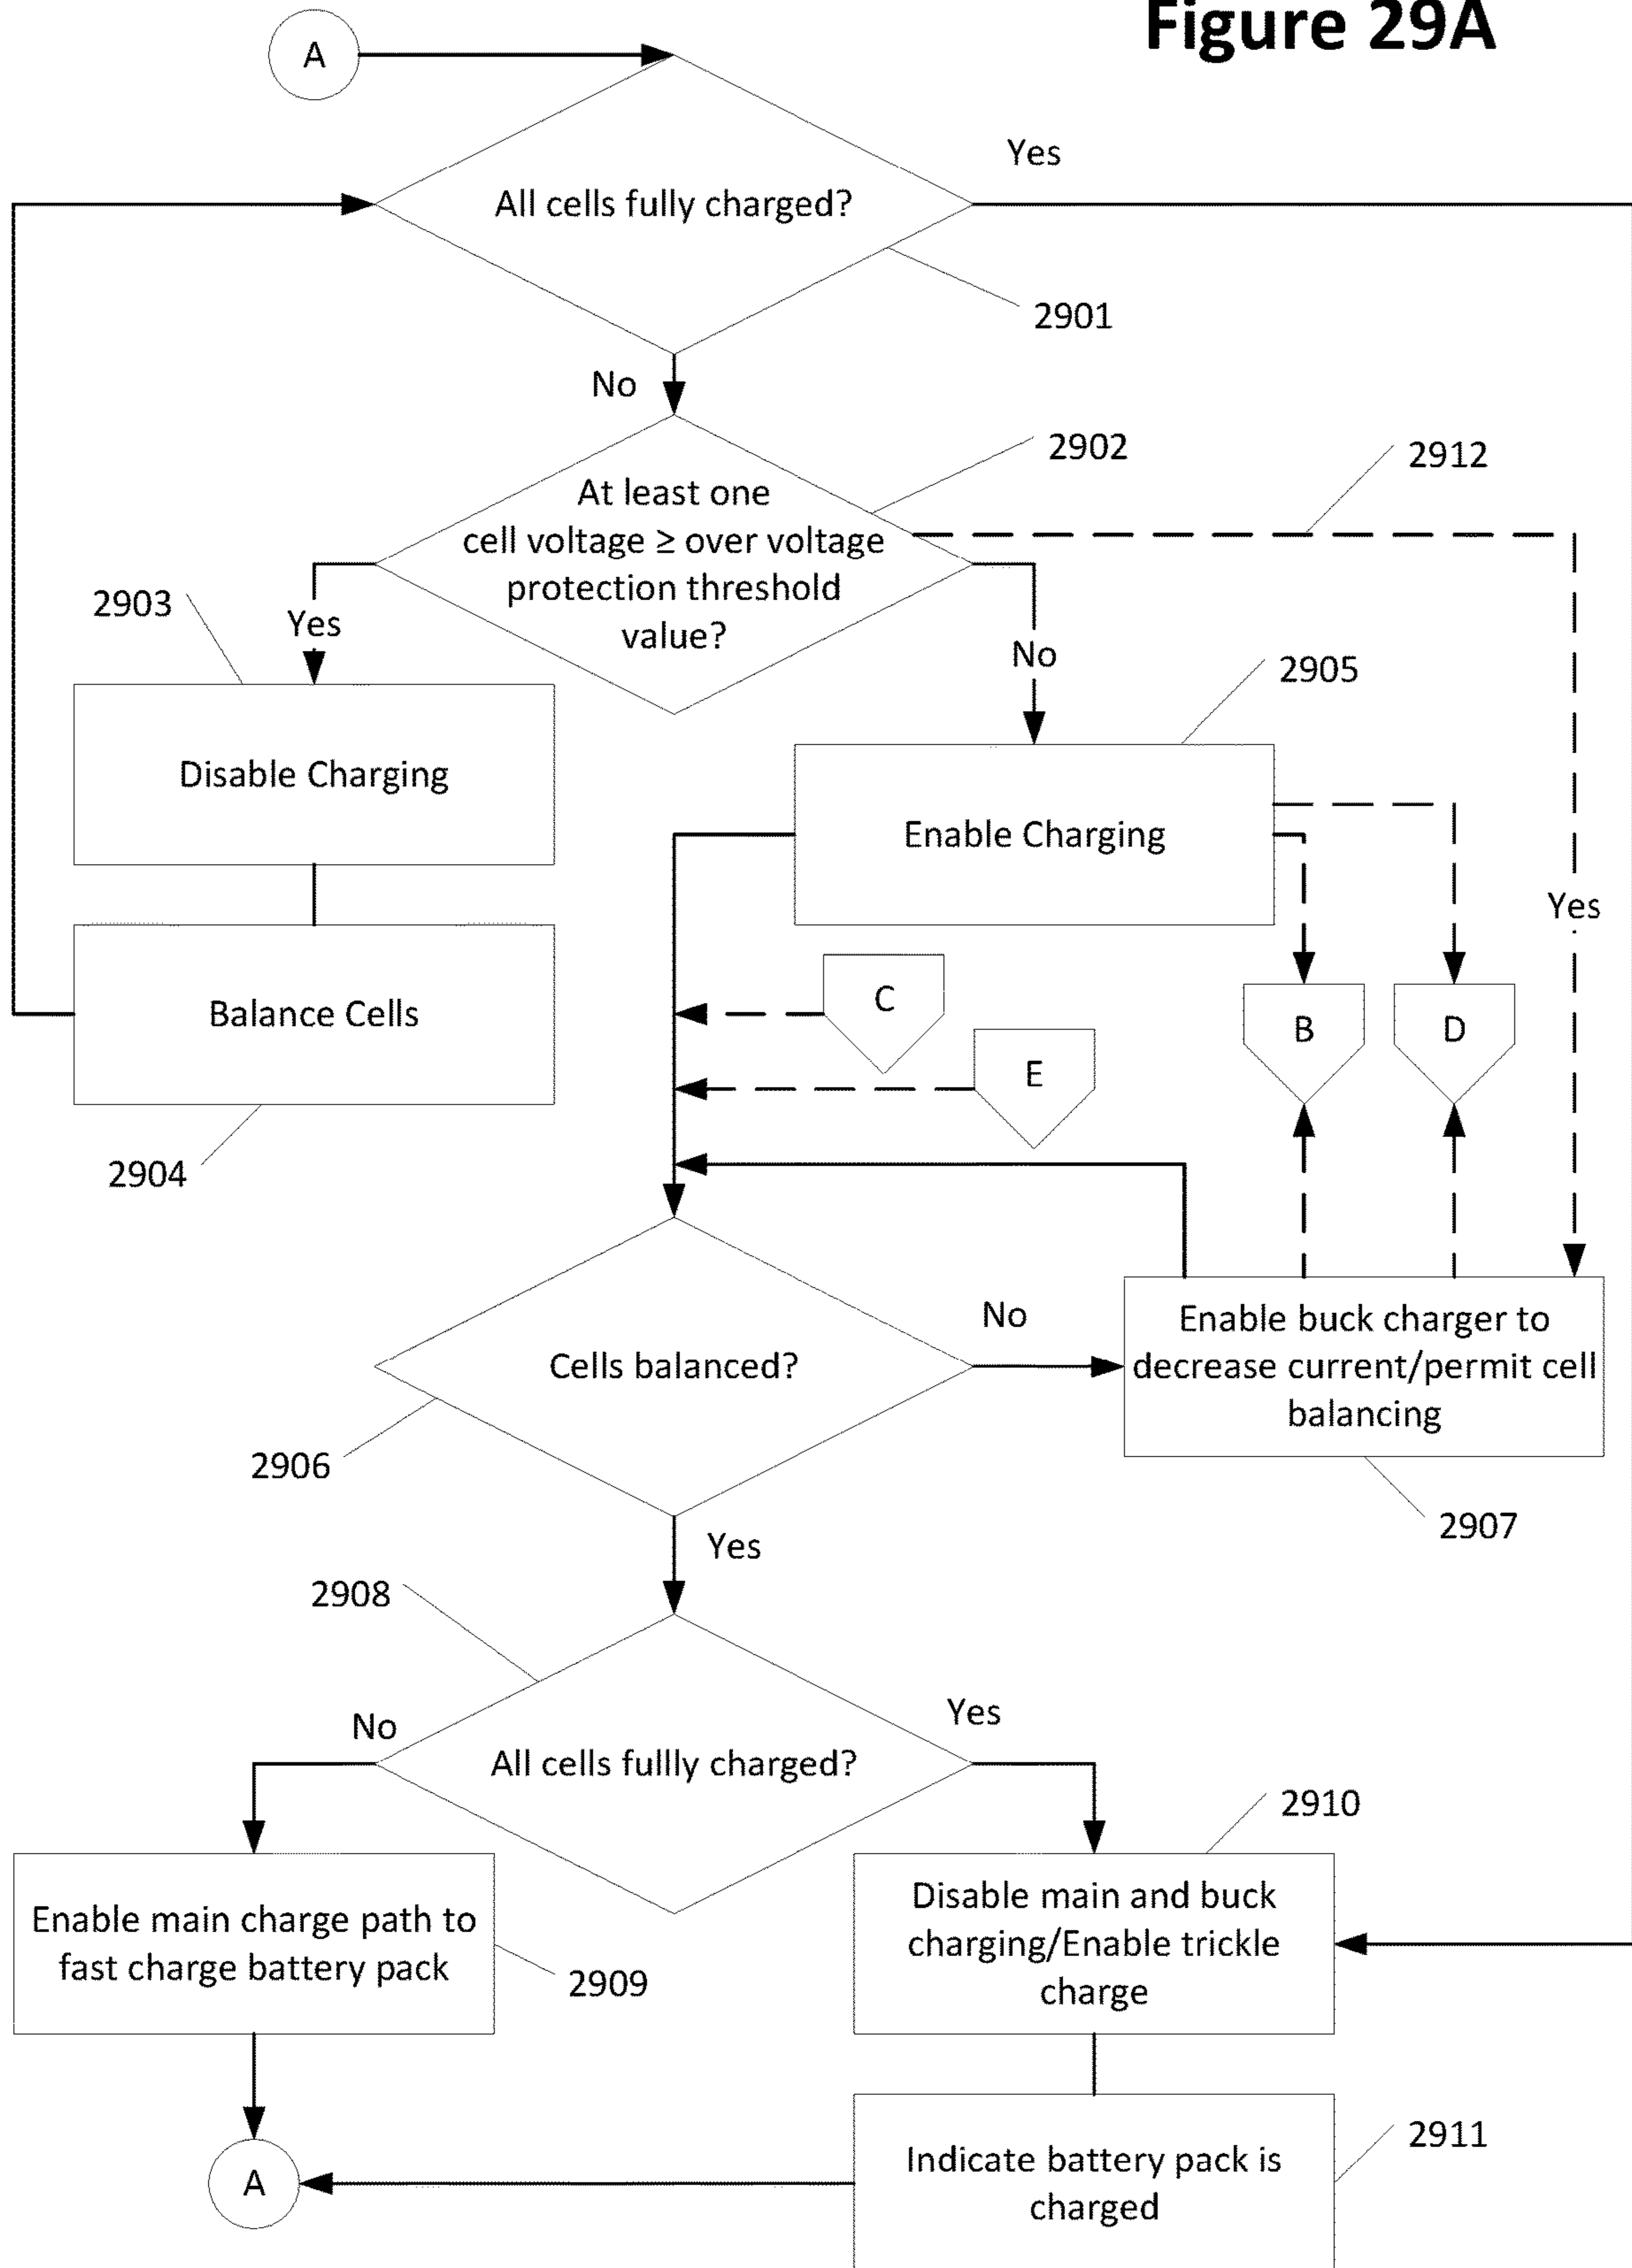 Figure 29A
A
Yes
All cells fully charged?
2901
No
2902
2912
At least one
cell voltage ≥ over voltage
protection threshold
value?
2903
Yes
No
2905
Disable Charging
Enable Charging
Yes
C
B
D
Balance Cells
E
2904
No
Enable buck charger to
decrease current/permit cell
balancing
Cells balanced?
2906
2907
Yes
2908
No
Yes
All cells fullly charged?
2910
Enable main charge path to
fast charge battery pack
2909
Disable main and buck
charging/Enable trickle
charge
2911
Indicate battery pack is
charged
A